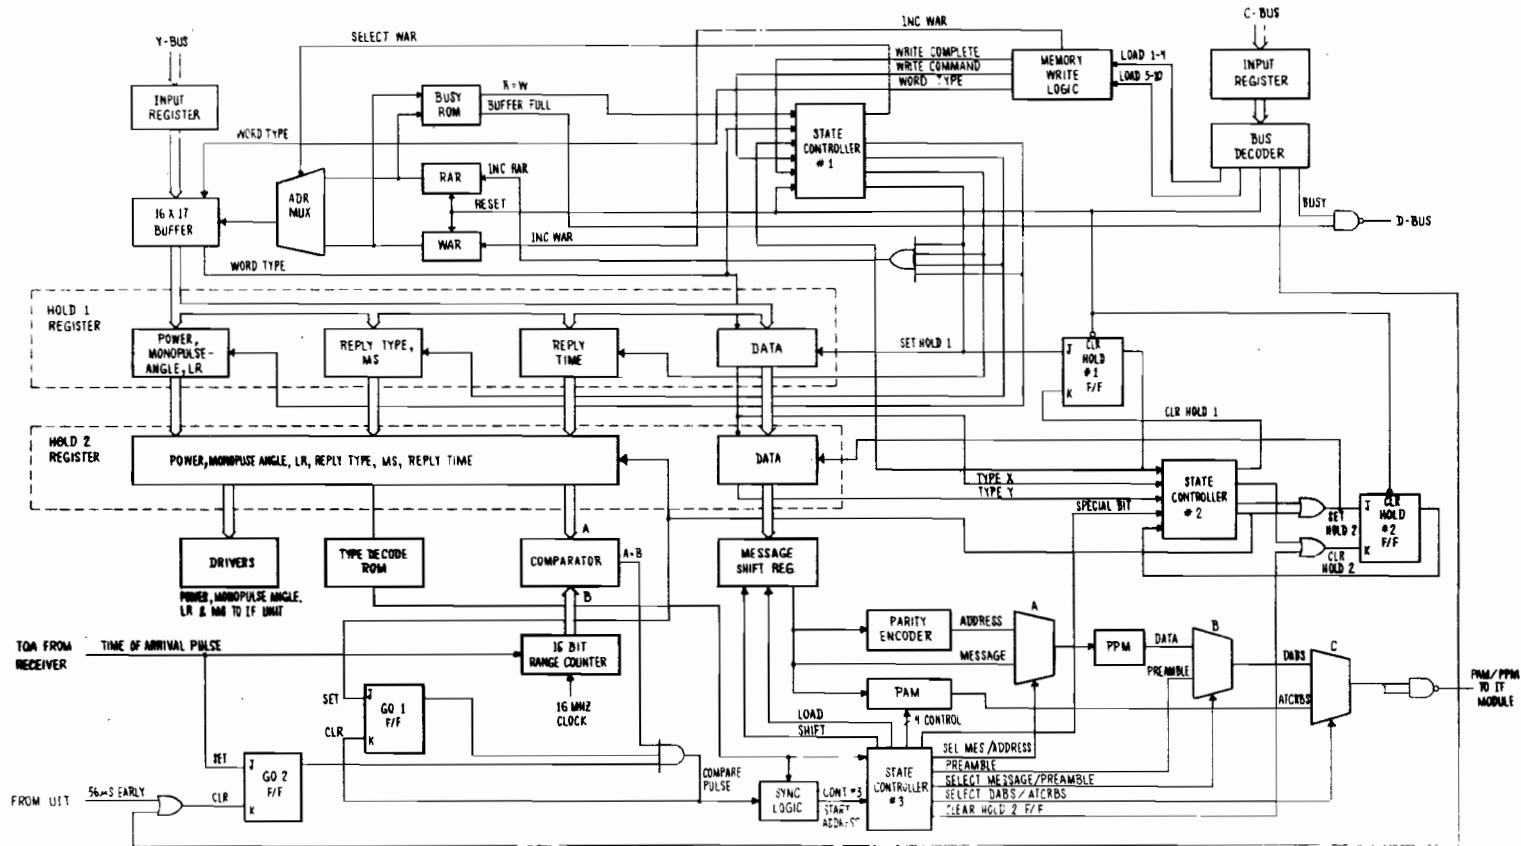 Y-BUS
INPUT
REGISTER
SELECT WAR
INC WAR
C-BUS
INPUT
REGISTER
BUS
DECODER
LOAD 1-4
LOAD 5-10
MEMORY
WRITE
LOGIC
WRITE COMPLETE
WRITE COMMAND
WORD TYPE
BUSY
ROM
R=W
BUFFER FULL
STATE
CONTROLLER
#1
WORD TYPE
ADR
MUX
RAR
INC RAR
RESET
WAR
INC WAR
16 X 17
BUFFER
WORD TYPE
BUSY
D-BUS
HOLD 1
REGISTER
POWER,
MONOPULSE-
ANGLE, LR
REPLY TYPE,
MS
REPLY
TIME
DATA
SET HOLD 1
J
CLR
HOLD
#1
F/F
K
CLR HOLD 1
HOLD 2
REGISTER
POWER, MONOPUSE ANGLE, LR, REPLY TYPE, MS, REPLY TIME
DATA
TYPE X
TYPE Y
SPECIAL BIT
STATE
CONTROLLER
#2
SET
HOLD 2
CLR
HOLD 2
J
CLR
HOLD
#2
F/F
K
DRIVERS
POWER, MONOPULSE ANGLE,
LR & MS TO IF UNIT
TYPE DECODE
ROM
A
COMPARATOR
A=B
B
MESSAGE
SHIFT REG.
TOA FROM
RECEIVER
TIME OF ARRIVAL PULSE
16 BIT
RANGE COUNTER
16 MHZ
CLOCK
PARITY
ENCODER
ADDRESS
MESSAGE
A
PPM
DATA
PREAMBLE
B
DABS
C
ATCRBS
PAM/PPM
TO IF
MODULE
PAM
4 CONTROL
LOAD
SHIFT
SET
J
GO 1
F/F
CLR
K
SET
J
GO 2
F/F
CLR
K
FROM UIT
56μS EARLY
COMPARE
PULSE
SYNC
LOGIC
CONT #3
START
ADDRESS
STATE
CONTROLLER
#3
SEL MES/ADDRESS
PREAMBLE
SELECT MESSAGE/PREAMBLE
SELECT DABS/ATCRBS
CLEAR HOLD 2 F/F